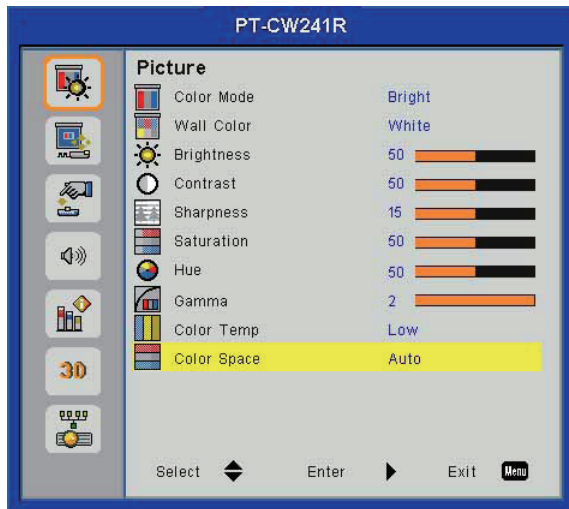 PT-CW241R
Picture
Color Mode Bright
Wall Color White
Brightness 50
Contrast 50
Sharpness 15
Saturation 50
Hue 50
Gamma 2
Color Temp Low
Color Space Auto
3D
Select Enter Exit Menu